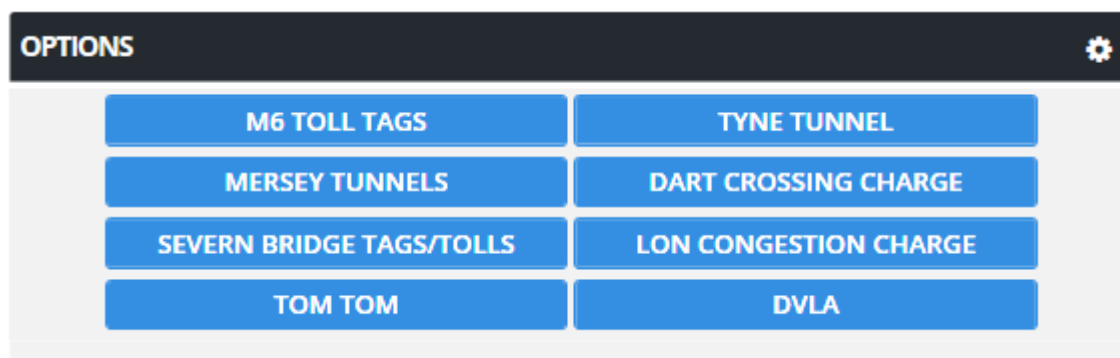 OPTIONS
M6 TOLL TAGS TYNE TUNNEL
MERSEY TUNNELS DART CROSSING CHARGE
SEVERN BRIDGE TAGS/TOLLS LON CONGESTION CHARGE
TOM TOM DVLA